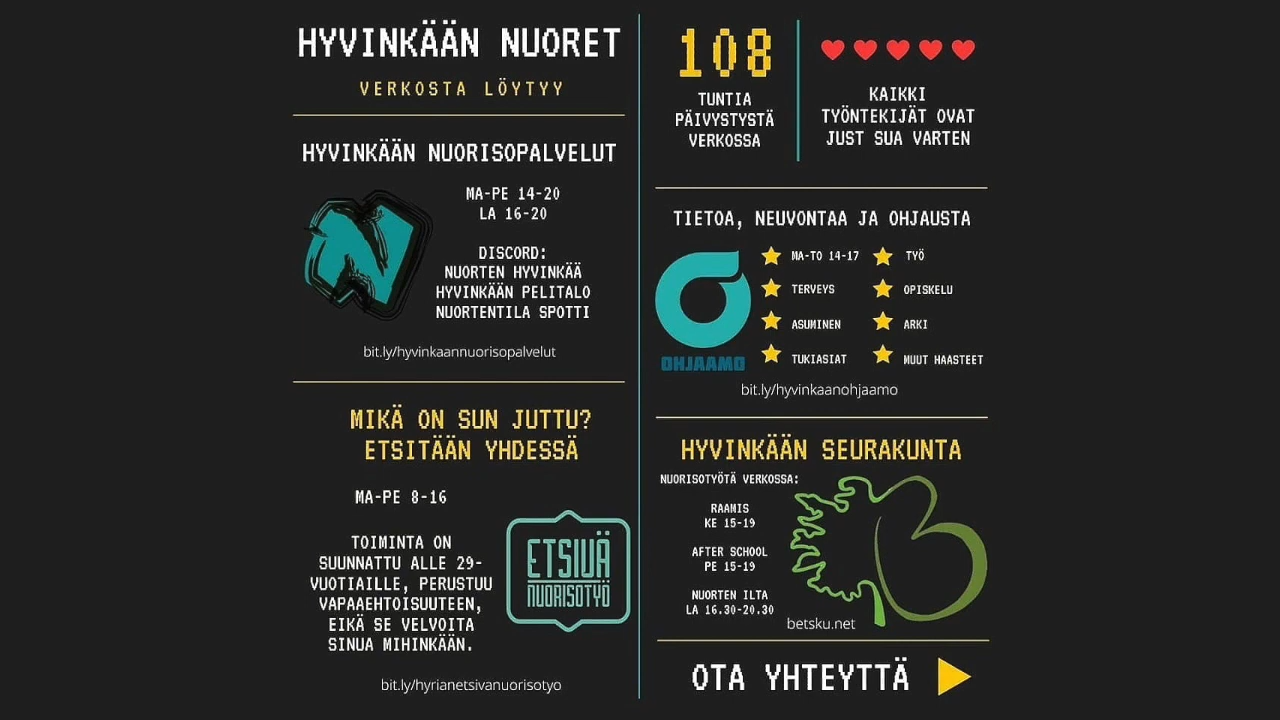 HYVINKÄÄN NUORET
VERKOSTA LÖYTYY
HYVINKÄÄN NUORISOPALVELUT
MA-PE 14-20
LA 16-20
DISCORD:
NUORTEN HYVINKÄÄ
HYVINKÄÄN PELITALO
NUORTENTILA SPOTTI
N
bit.ly/hyvinkaannuorisopalvelut
MIKÄ ON SUN JUTTU?
ETSITÄÄN YHDESSÄ
MA-PE 8-16
TOIMINTA ON
SUUNNATTU ALLE 29-
VUOTIAILLE, PERUSTUU
VAPAAEHTOISUUTEEN,
EIKÄ SE VELVOITA
SINUA MIHINKÄÄN.
ETSIVÄ
NUORISOTYÖ
bit.ly/hyrianetsivanuorisotyo
108
TUNTIA
PÄIVYSTYSTÄ
VERKOSSA
KAIKKI
TYÖNTEKIJÄT OVAT
JUST SUA VARTEN
TIETOA, NEUVONTAA JA OHJAUSTA
OHJAAMO
MA-TO 14-17
TERVEYS
ASUMINEN
TUKIASIAT
TYÖ
OPISKELU
ARKI
MUUT HAASTEET
bit.ly/hyvinkaanohjaamo
HYVINKÄÄN SEURAKUNTA
NUORISOTYÖTÄ VERKOSSA:
RAAMIS
KE 15-19
AFTER SCHOOL
PE 15-19
NUORTEN ILTA
LA 16.30-20.30
betsku.net
OTA YHTEYTTÄ